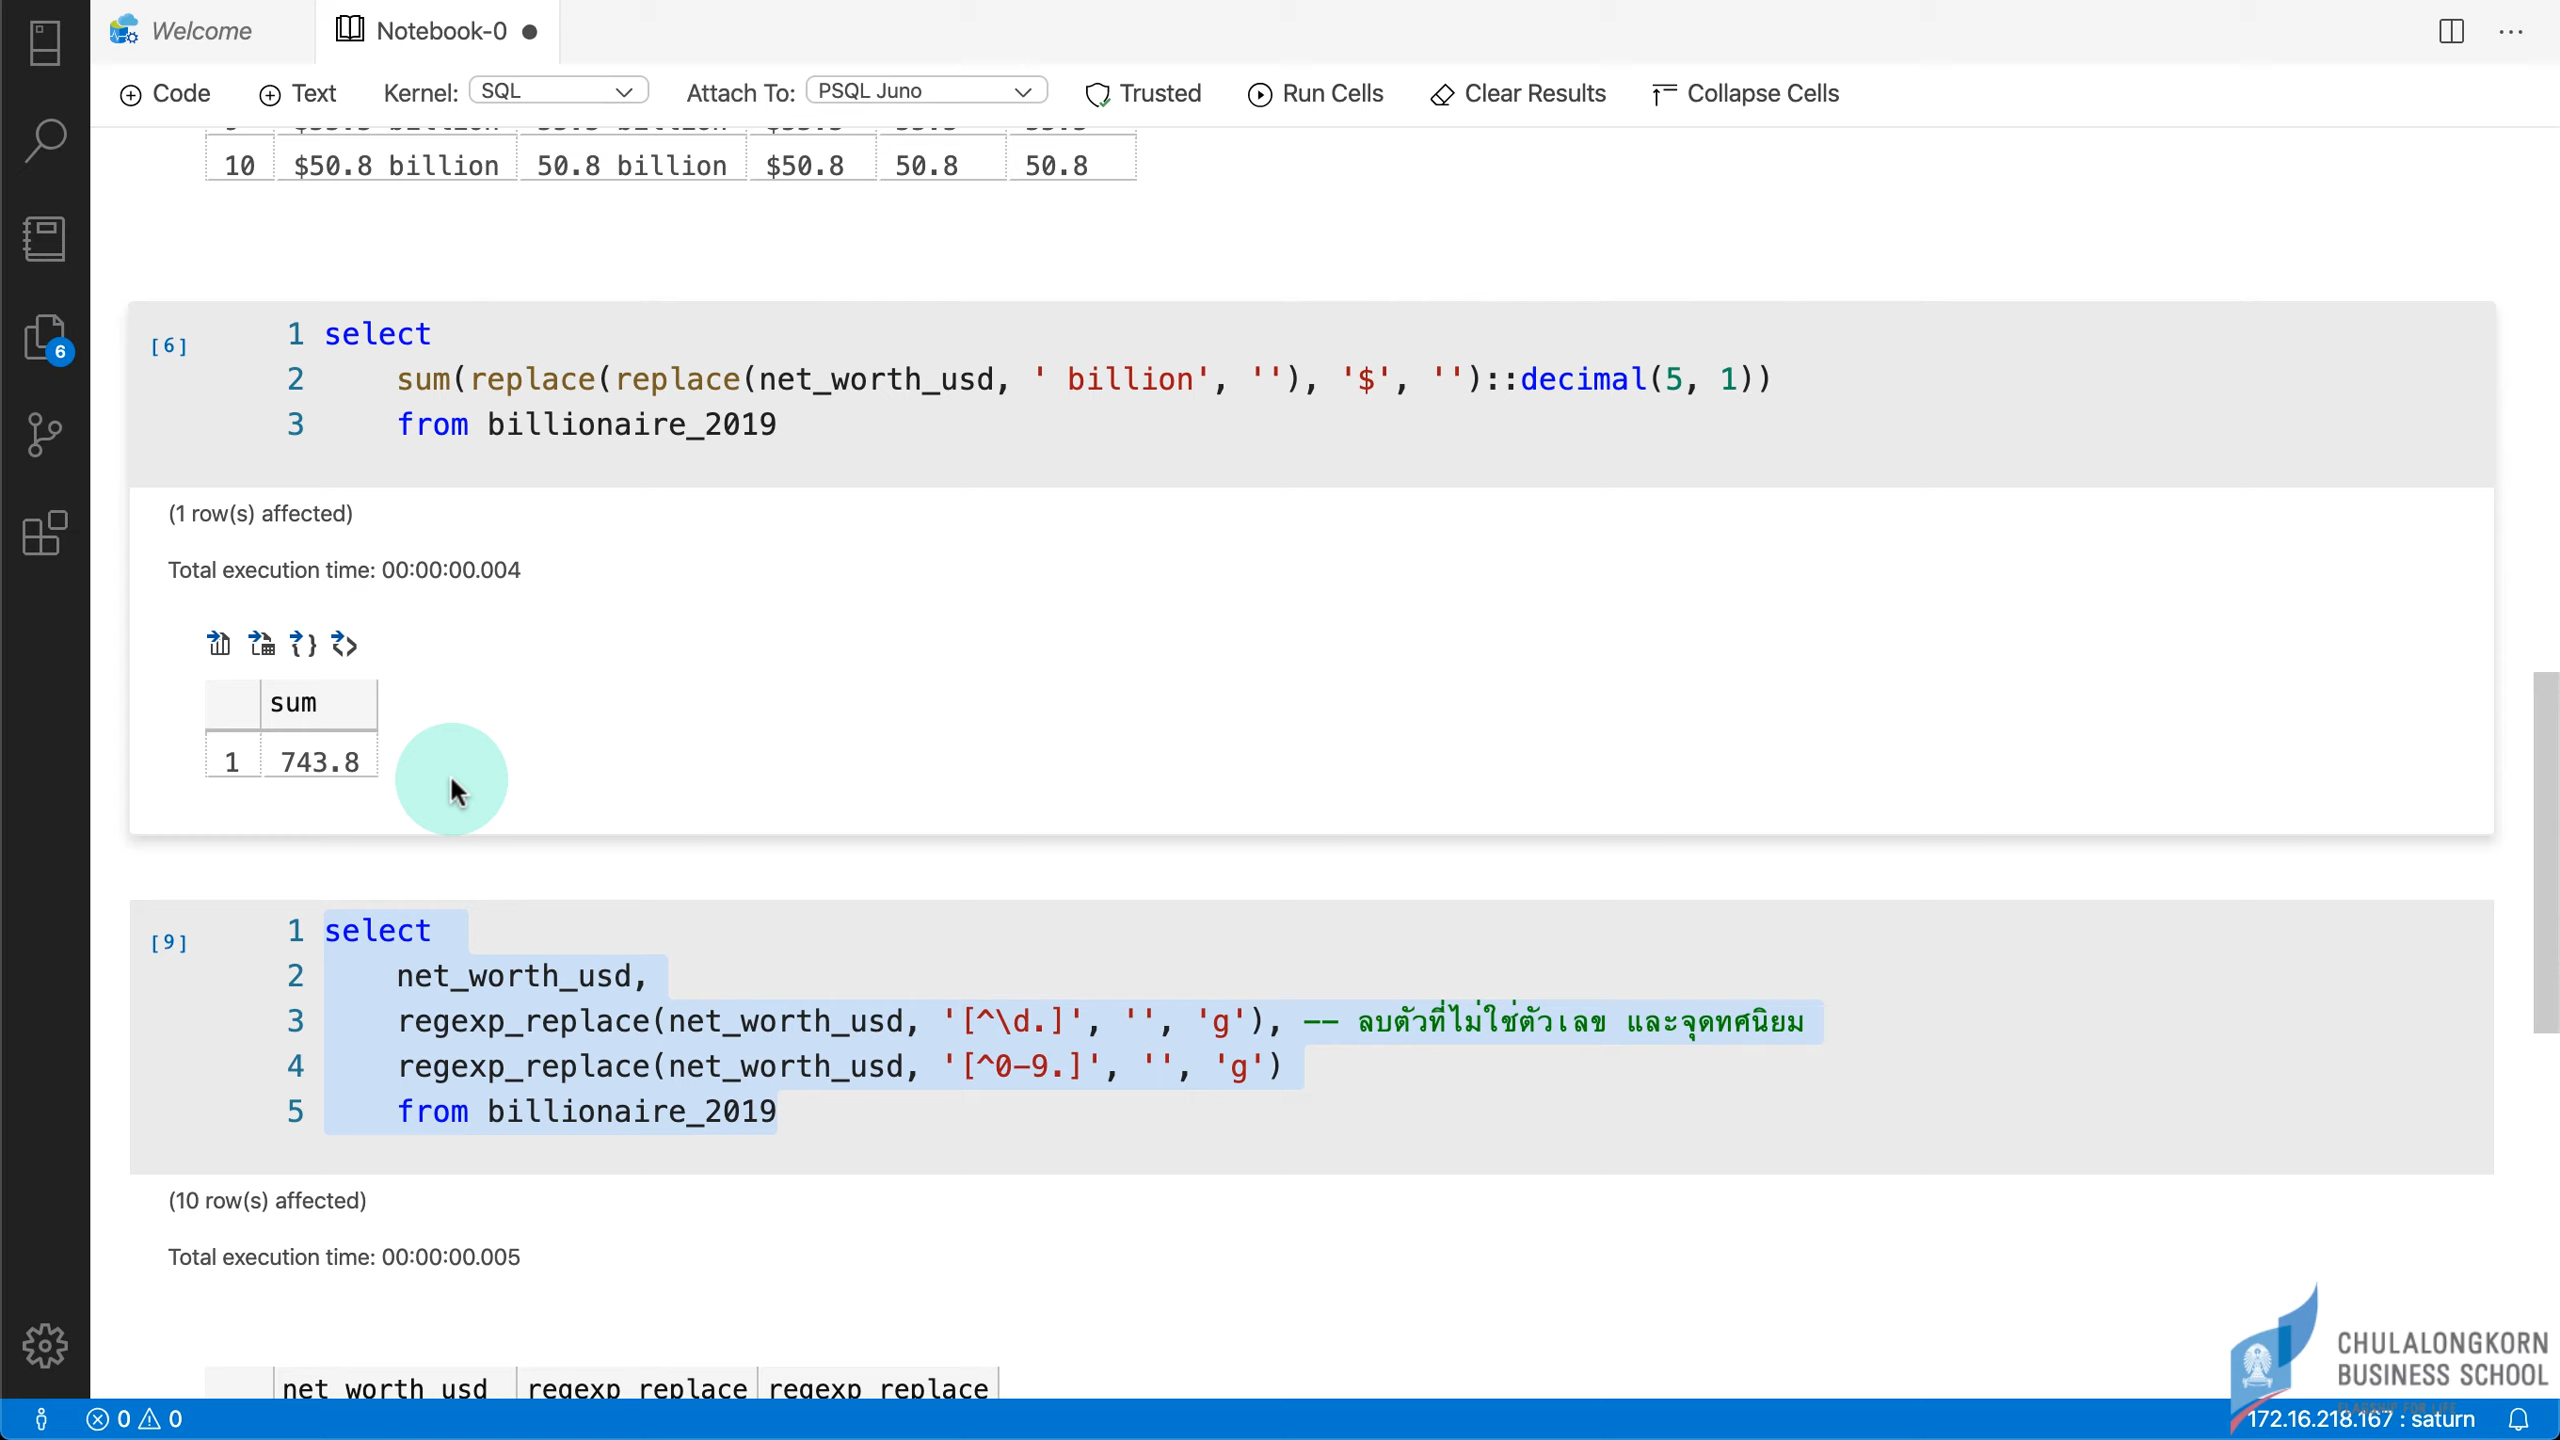 Welcome
Notebook-0
Code Text Kernel: SQL Attach To: PSQL Juno Trusted Run Cells Clear Results Collapse Cells
10 $50.8 billion 50.8 billion $50.8 50.8 50.8
[6]
1 select
2 sum(replace(replace(net_worth_usd, ' billion', ''), '$', '')::decimal(5, 1))
3 from billionaire_2019
(1 row(s) affected)
Total execution time: 00:00:00.004
sum
1 743.8
[9]
1 select
2 net_worth_usd,
3 regexp_replace(net_worth_usd, '[^\d.]', '', 'g'), -- ลบตัวที่ไม่ใช่ตัวเลข และจุดทศนิยม
4 regexp_replace(net_worth_usd, '[^0-9.]', '', 'g')
5 from billionaire_2019
(10 row(s) affected)
Total execution time: 00:00:00.005
net_worth_usd regexp_replace regexp_replace
6
CHULALONGKORN
BUSINESS SCHOOL
FLAGSHIP FOR LIFE
0 0
172.16.218.167 : saturn